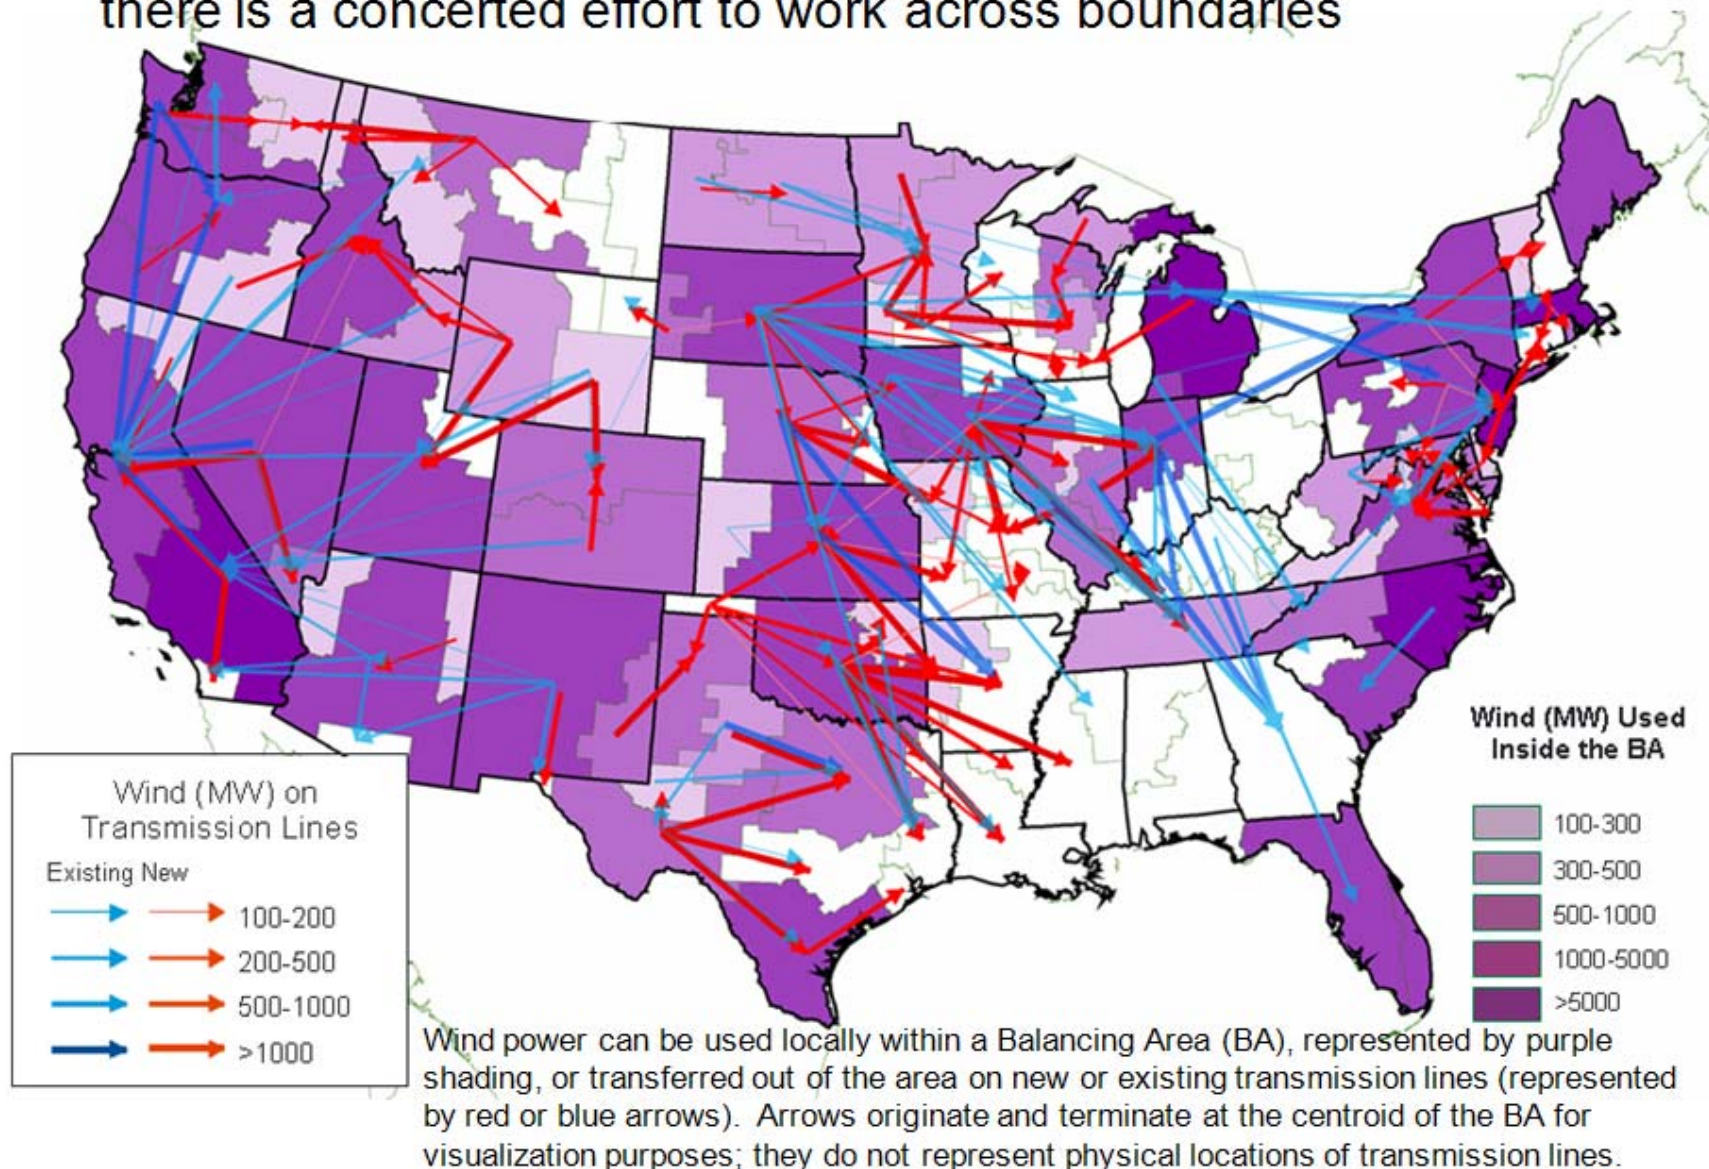 there is a concerted effort to work across boundaries
Wind (MW) Used
Inside the BA
100-300
300-500
500-1000
1000-5000
>5000
Wind (MW) on
Transmission Lines
Existing New
100-200
200-500
500-1000
>1000
Wind power can be used locally within a Balancing Area (BA), represented by purple
shading, or transferred out of the area on new or existing transmission lines (represented
by red or blue arrows).  Arrows originate and terminate at the centroid of the BA for
visualization purposes; they do not represent physical locations of transmission lines.